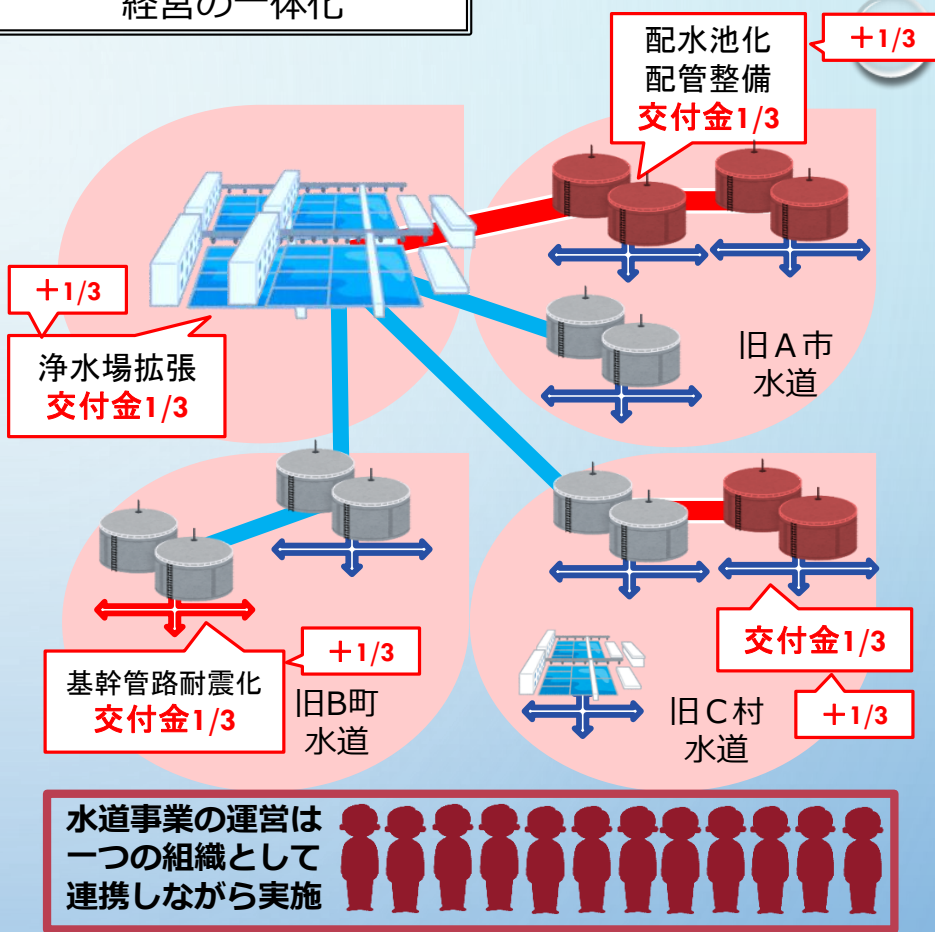 経営の一体化
配水池化
配管整備
交付金1/3
＋1/3
＋1/3
浄水場拡張
交付金1/3
旧Ａ市
水道
基幹管路耐震化
交付金1/3
＋1/3
旧B町
水道
交付金1/3
＋1/3
旧Ｃ村
水道
水道事業の運営は
一つの組織として
連携しながら実施